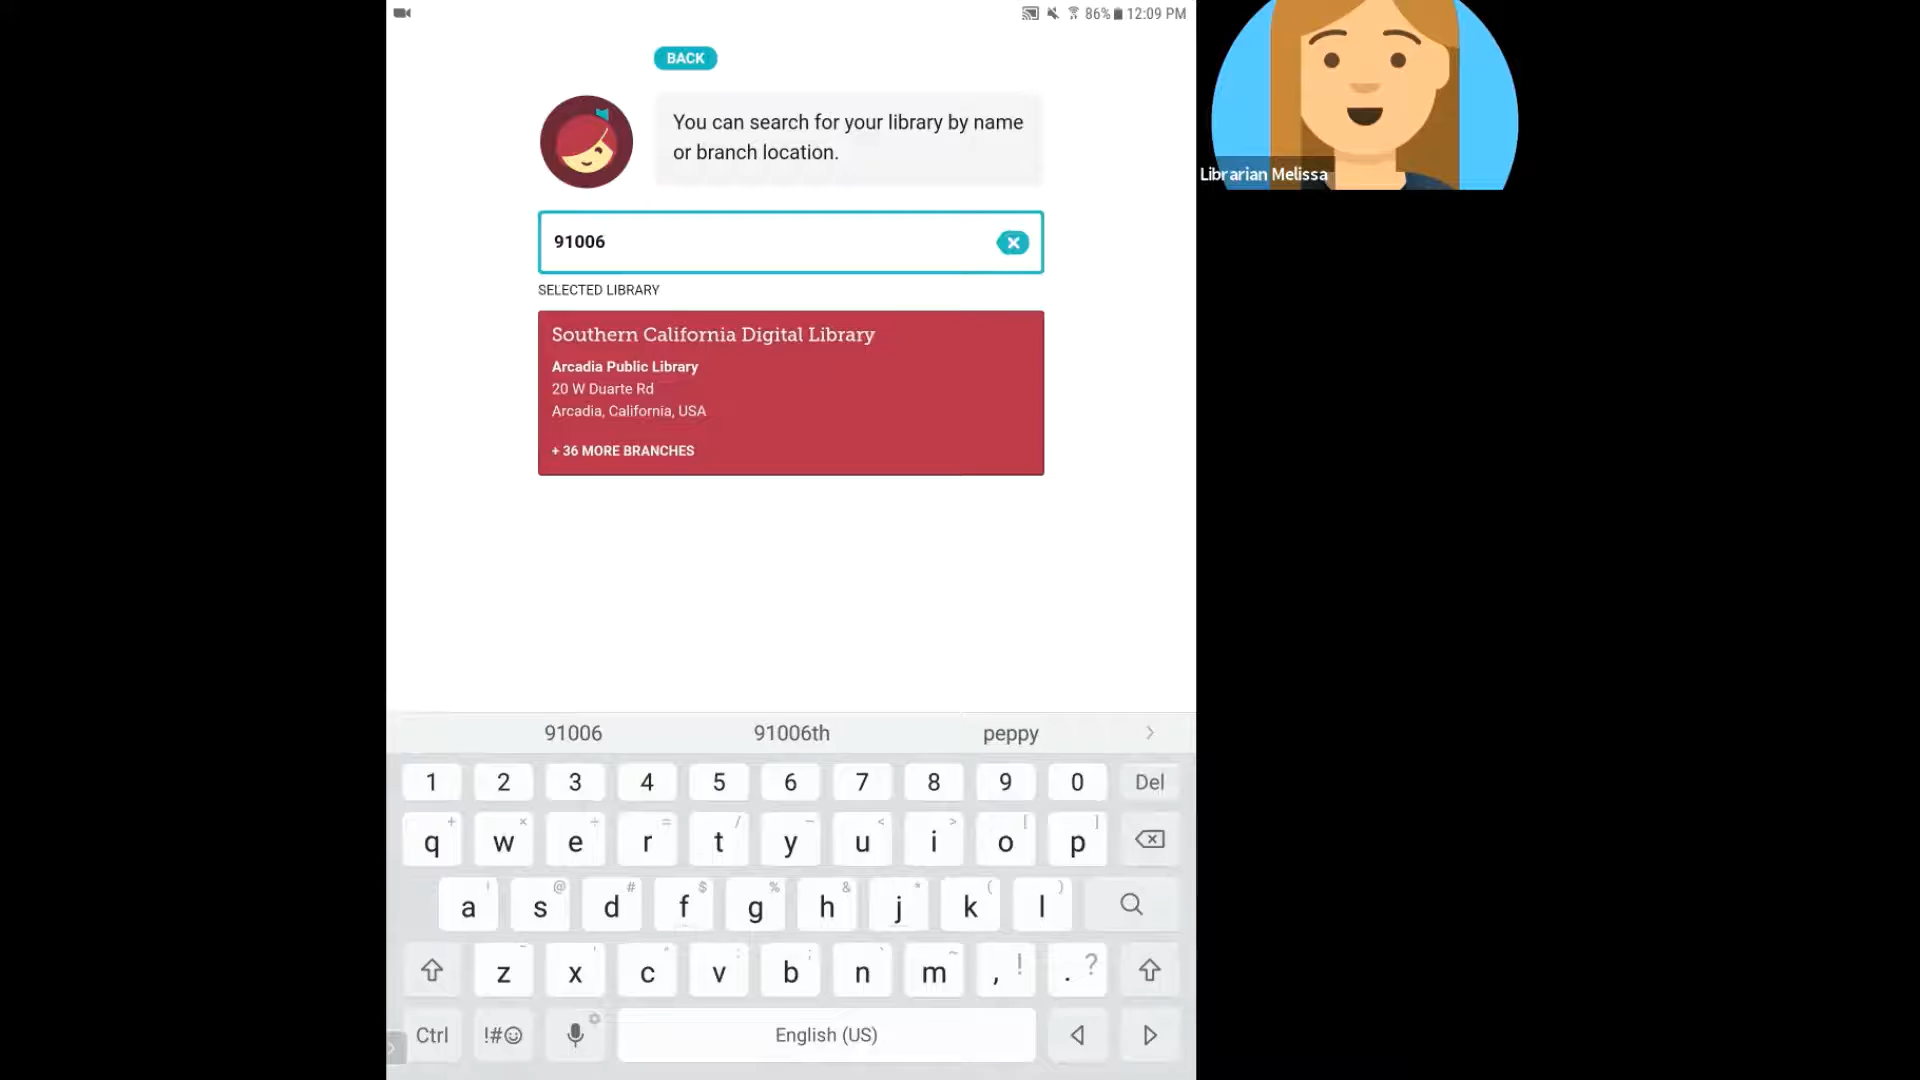 86% 12:09 PM
BACK
You can search for your library by name
or branch location.
Librarian Melissa
91006
SELECTED LIBRARY
Southern California Digital Library
Arcadia Public Library
20 W Duarte Rd
Arcadia, California, USA
+ 36 MORE BRANCHES
91006 91006th peppy
1 2 3 4 5 6 7 8 9 0 Del
q w e r t y u i o p
a s d f g h j k l
z x c v b n m , ! . ?
Ctrl !#☺ English (US)